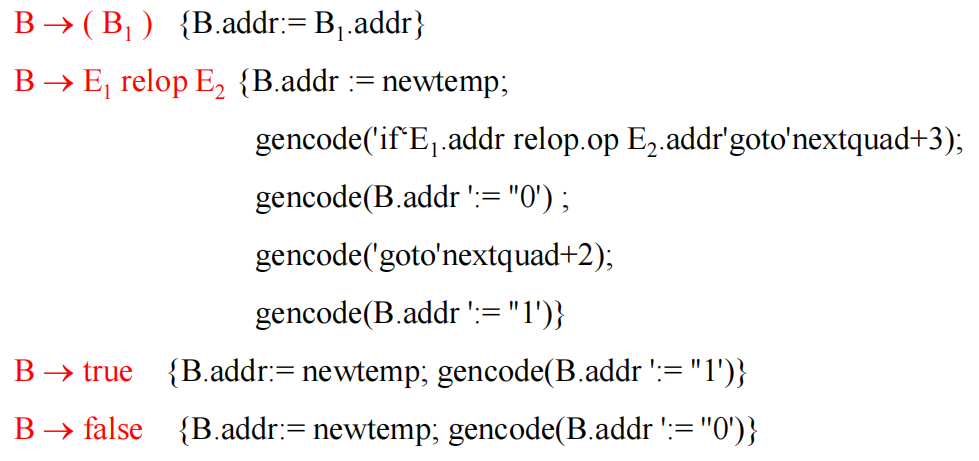 B → ( B₁ ) {B.addr:= B₁.addr}
B → E₁ relop E₂ {B.addr := newtemp;
gencode('if‘E₁.addr relop.op E₂.addr'goto'nextquad+3);
gencode(B.addr ':= "0') ;
gencode('goto'nextquad+2);
gencode(B.addr ':= "1')}
B → true {B.addr:= newtemp; gencode(B.addr ':= "1')}
B → false {B.addr:= newtemp; gencode(B.addr ':= "0')}